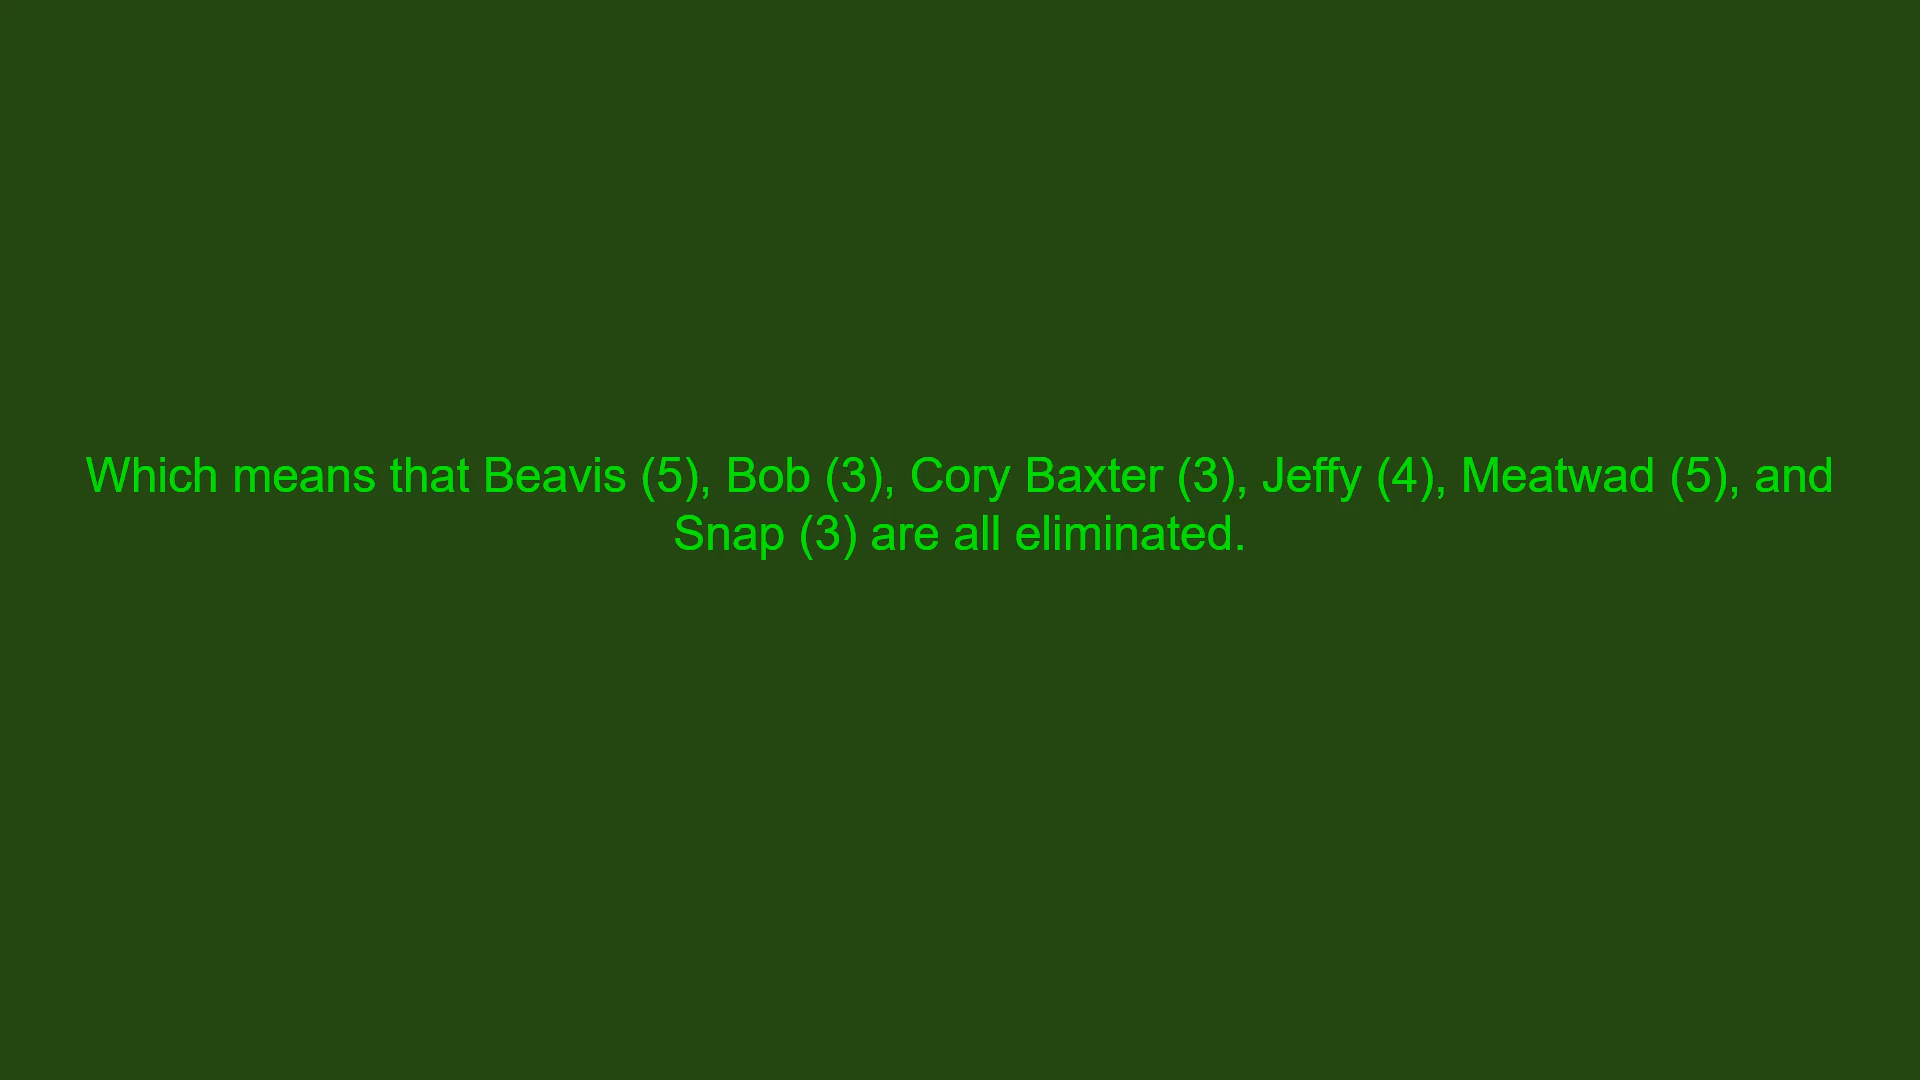 Which means that Beavis (5), Bob (3), Cory Baxter (3), Jeffy (4), Meatwad (5), and
Snap (3) are all eliminated.